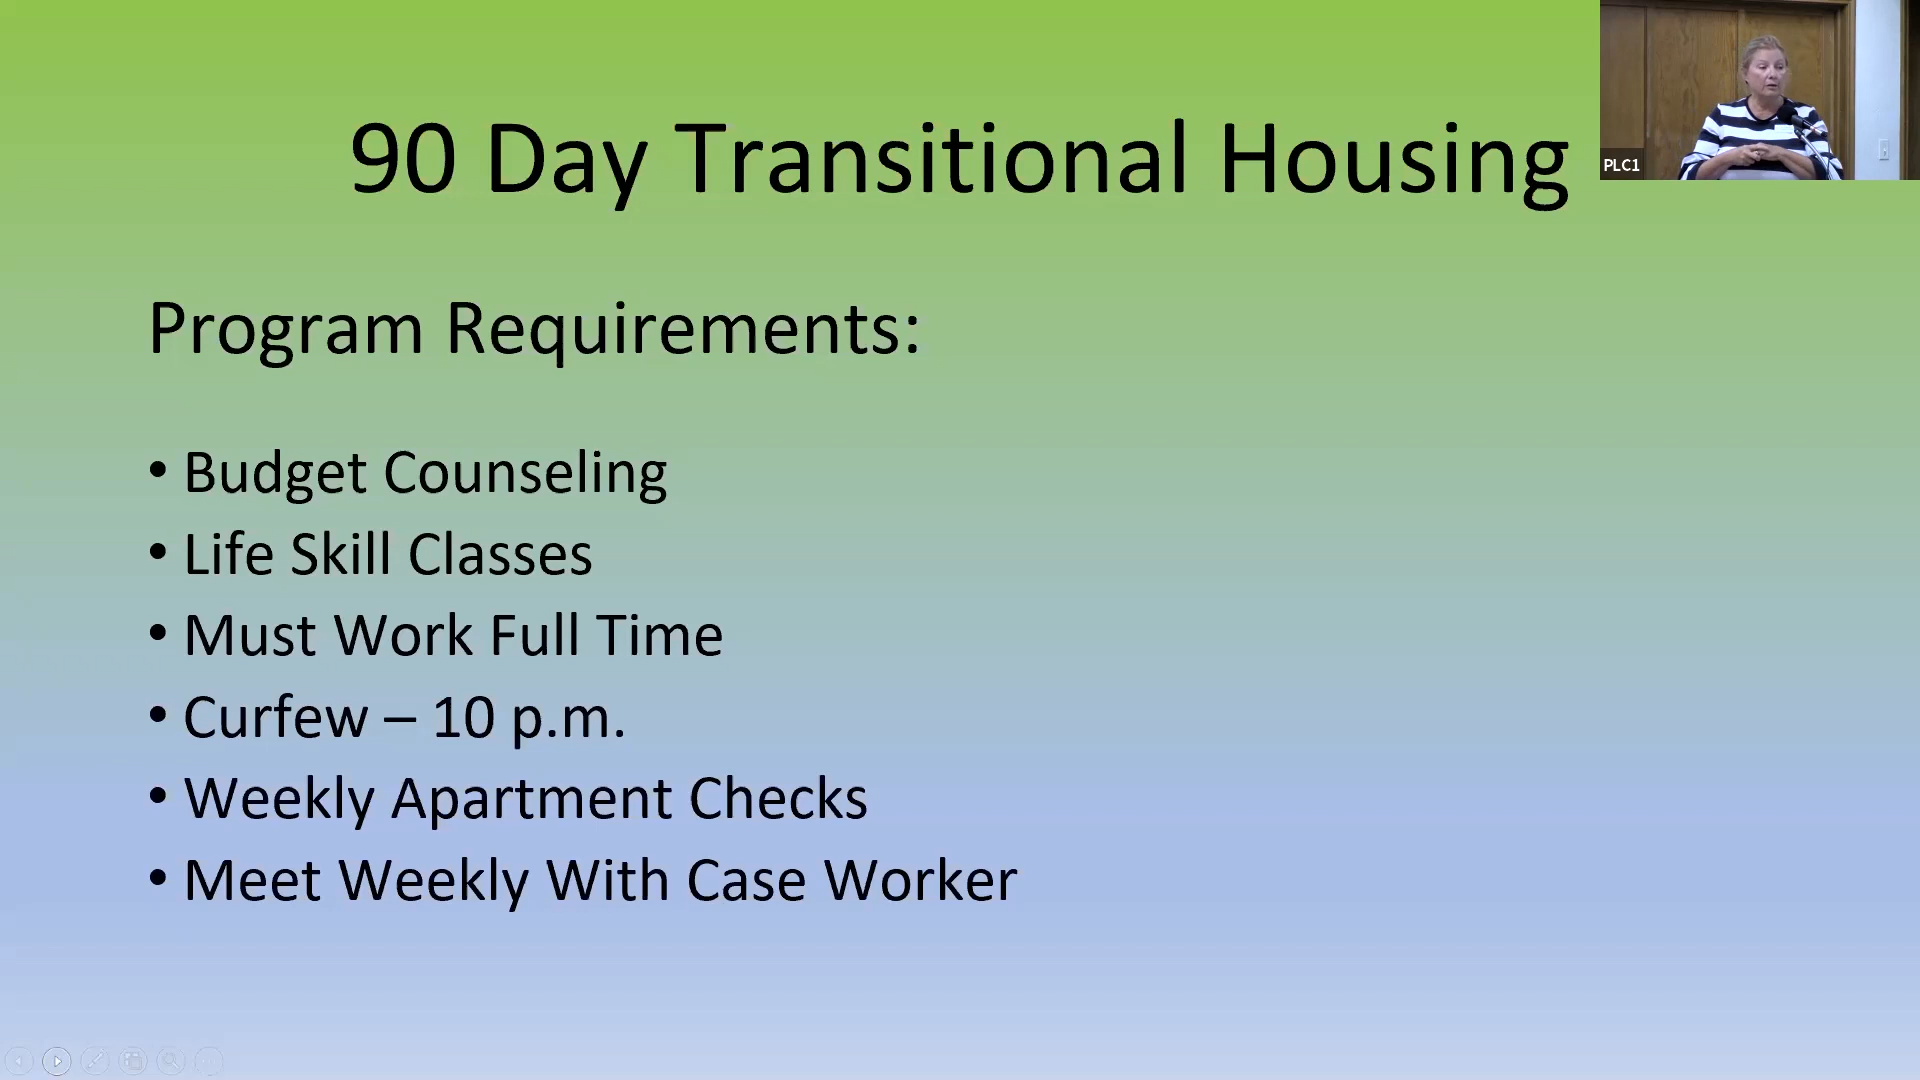 90 Day Transitional Housing
PLC1
Program Requirements:
• Budget Counseling
• Life Skill Classes
• Must Work Full Time
• Curfew – 10 p.m.
• Weekly Apartment Checks
• Meet Weekly With Case Worker